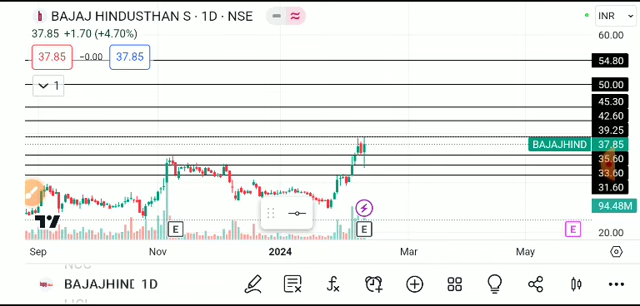 BAJAJ HINDUSTHAN S · 1D · NSE
INR
37.85 +1.70 (+4.70%)
37.85 −0.00 37.85
1
60.00
54.80
50.00
45.30
42.60
39.25
BAJAJHIND 37.85
35.60
33.60
31.60
94.48M
20.00
E E E
Sep Nov 2024 Mar May
BAJAJHIND 1D